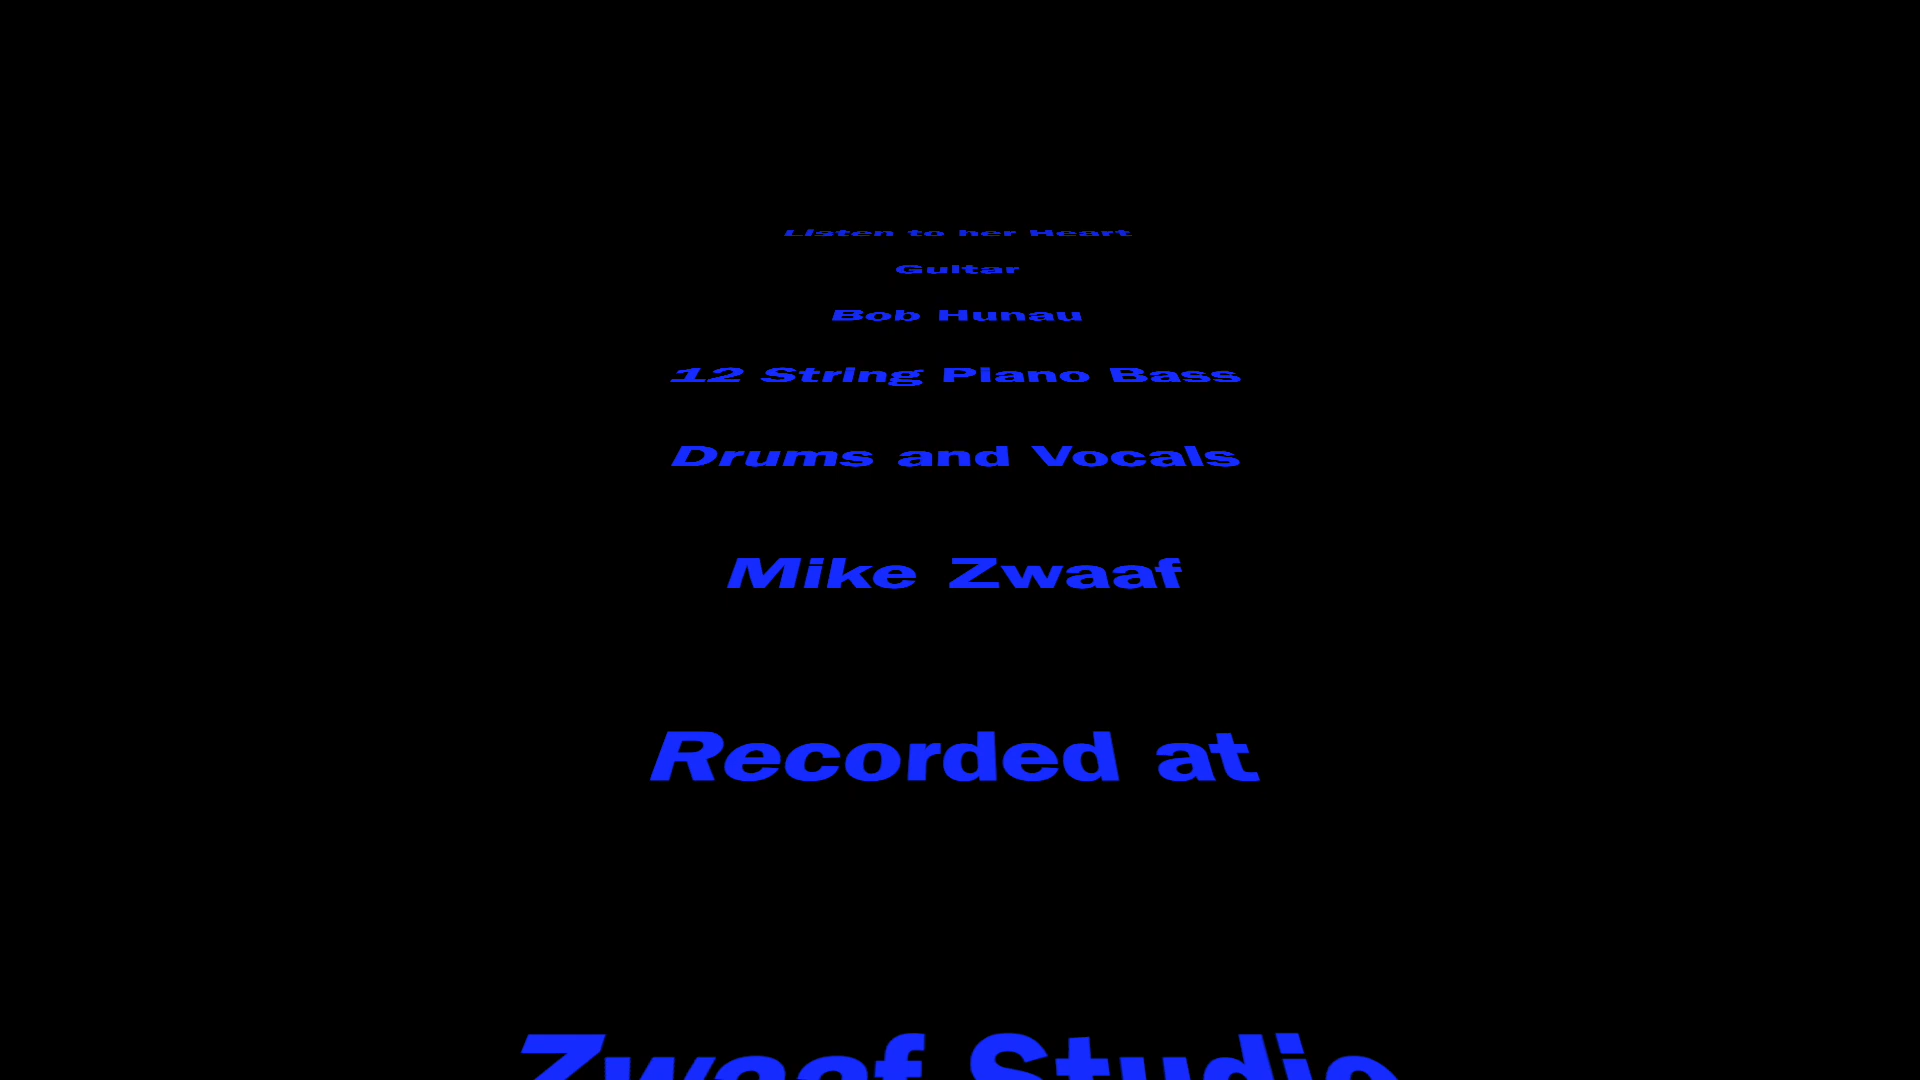 Listen to her Heart
Guitar
Bob Hunau
12 String Piano Bass
Drums and Vocals
Mike Zwaaf
Recorded at
Zwaaf Studio